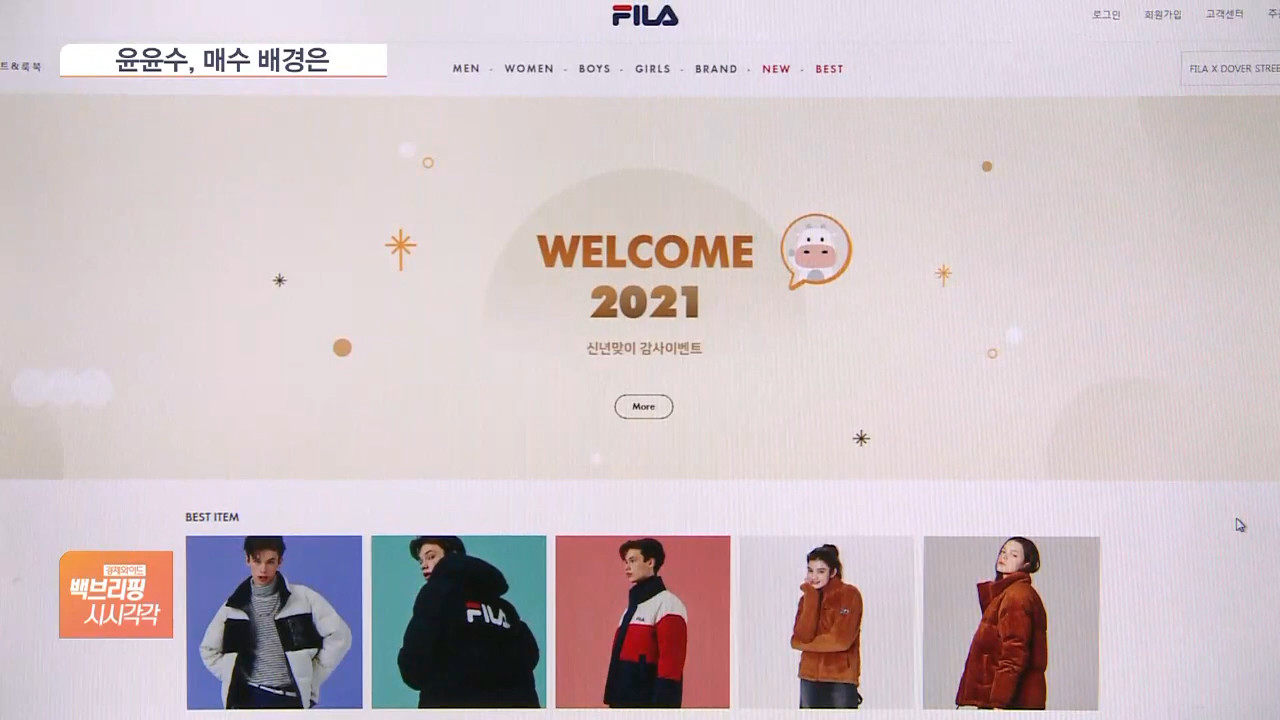 FILA
로그인 회원가입 고객센터
윤윤수, 매수 배경은
트&룩북
MEN - WOMEN - BOYS - GIRLS - BRAND - NEW - BEST
FILA X DOVER STREE
WELCOME
2021
신년맞이 감사이벤트
More
BEST ITEM
FILA
경제와이드
백브리핑
시시각각